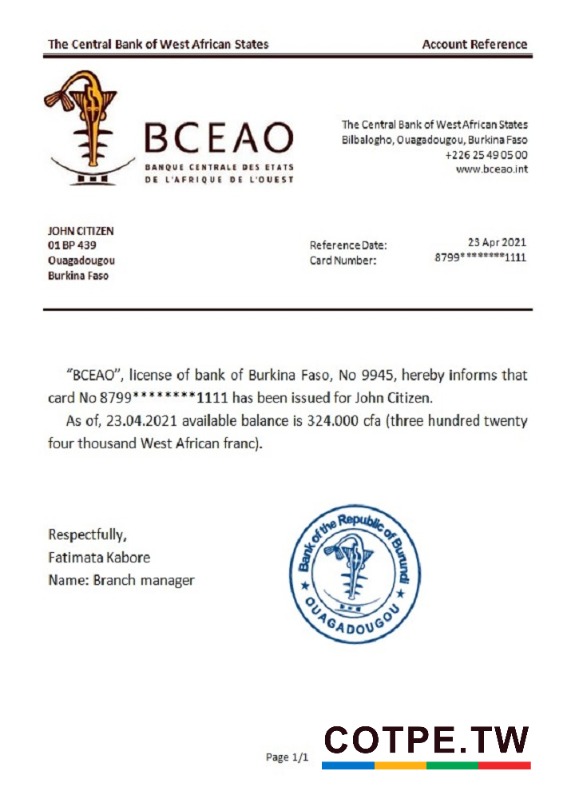 The Central Bank of West African States Account Reference
BCEAO
BANQUE CENTRALE DES ETATS
DE L'AFRIQUE DE L'OUEST
The Central Bank of West African States
Bilbalogho, Ouagadougou, Burkina Faso
+226 25 49 05 00
www.bceao.int
JOHN CITIZEN
01 BP 439
Ouagadougou
Burkina Faso
Reference Date: 23 Apr 2021
Card Number: 8799********1111
"BCEAO", license of bank of Burkina Faso, No 9945, hereby informs that
card No 8799********1111 has been issued for John Citizen.
As of, 23.04.2021 available balance is 324.000 cfa (three hundred twenty
four thousand West African franc).
Respectfully,
Fatimata Kabore
Name: Branch manager
Bank of the Republic of Burundi
★ OUAGADOUGOU ★
Page 1/1
COTPE.TW